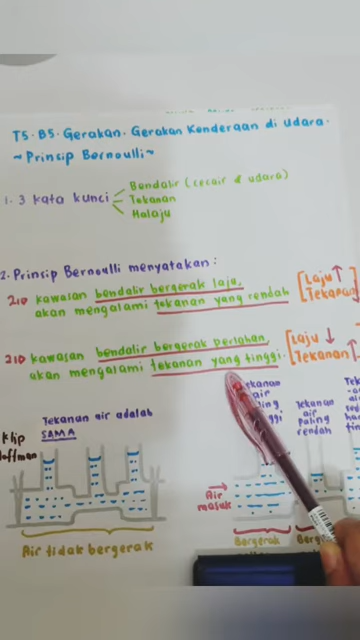 T5·B5·Gerakan·Gerakan Kenderaan di udara·
~Prinsip Bernoulli~
1. 3 kata kunci
Bendalir (cecair & udara)
Tekanan
Halaju
2. Prinsip Bernoulli menyatakan:
kawasan bendalir bergerak laju,
akan mengalami tekanan yang rendah
[Laju ↑
Tekanan
kawasan bendalir bergerak perlahan
akan mengalami tekanan yang tinggi.
[Laju ↓
Tekanan ↑
Tekanan air adalah
SAMA
Klip
Air tidak bergerak
Tekanan
air
Tekanan
air
Paling
rendah
Air
masuk
Bergerak